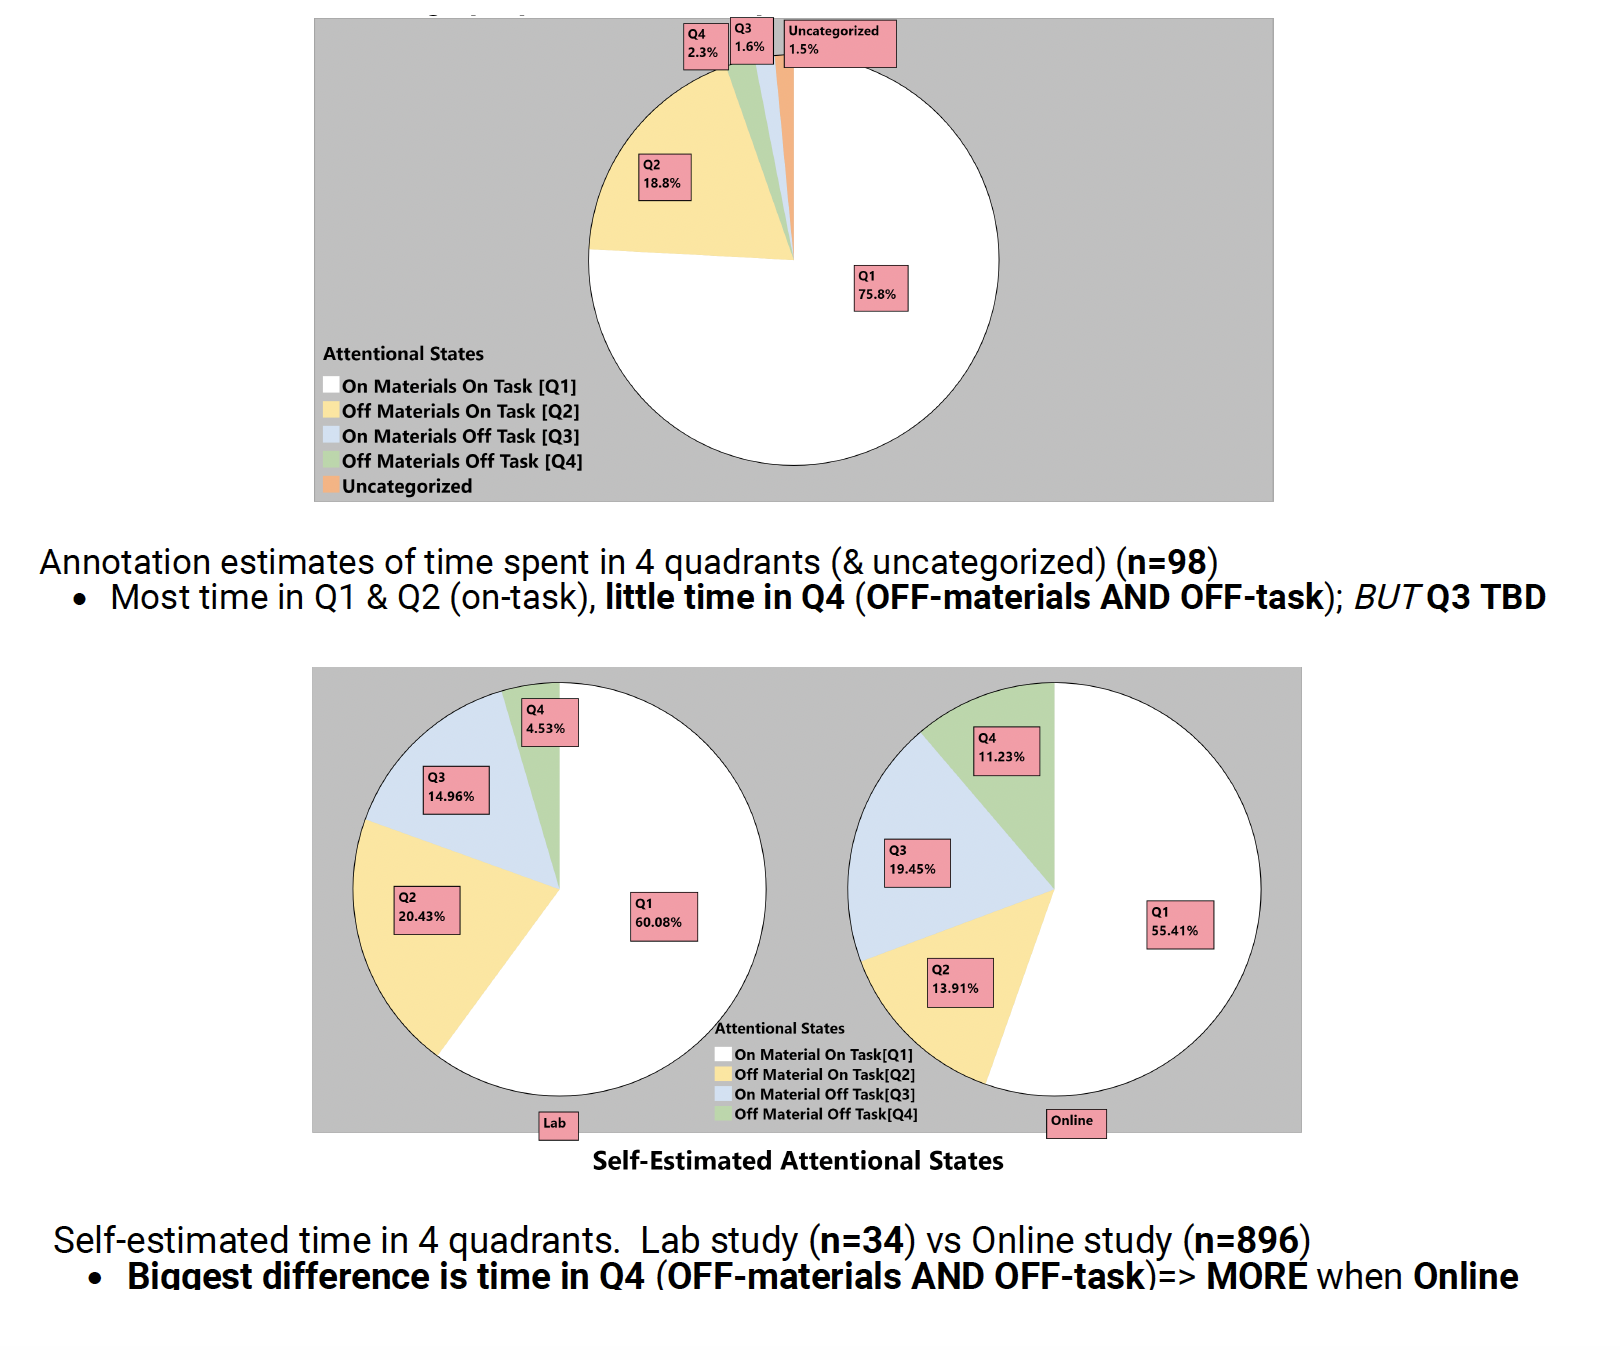 Q4
2.3%
Q3
1.6%
Uncategorized
1.5%
Q2
18.8%
Q1
75.8%
Attentional States
On Materials On Task [Q1]
Off Materials On Task [Q2]
On Materials Off Task [Q3]
Off Materials Off Task [Q4]
Uncategorized
Annotation estimates of time spent in 4 quadrants (& uncategorized) (n=98)
• Most time in Q1 & Q2 (on-task), little time in Q4 (OFF-materials AND OFF-task); BUT Q3 TBD
Q4
4.53%
Q3
14.96%
Q2
20.43%
Q1
60.08%
Q4
11.23%
Q3
19.45%
Q2
13.91%
Q1
55.41%
Attentional States
On Material On Task[Q1]
Off Material On Task[Q2]
On Material Off Task[Q3]
Off Material Off Task[Q4]
Lab
Online
Self-Estimated Attentional States
Self-estimated time in 4 quadrants. Lab study (n=34) vs Online study (n=896)
• Biggest difference is time in Q4 (OFF-materials AND OFF-task)=> MORE when Online